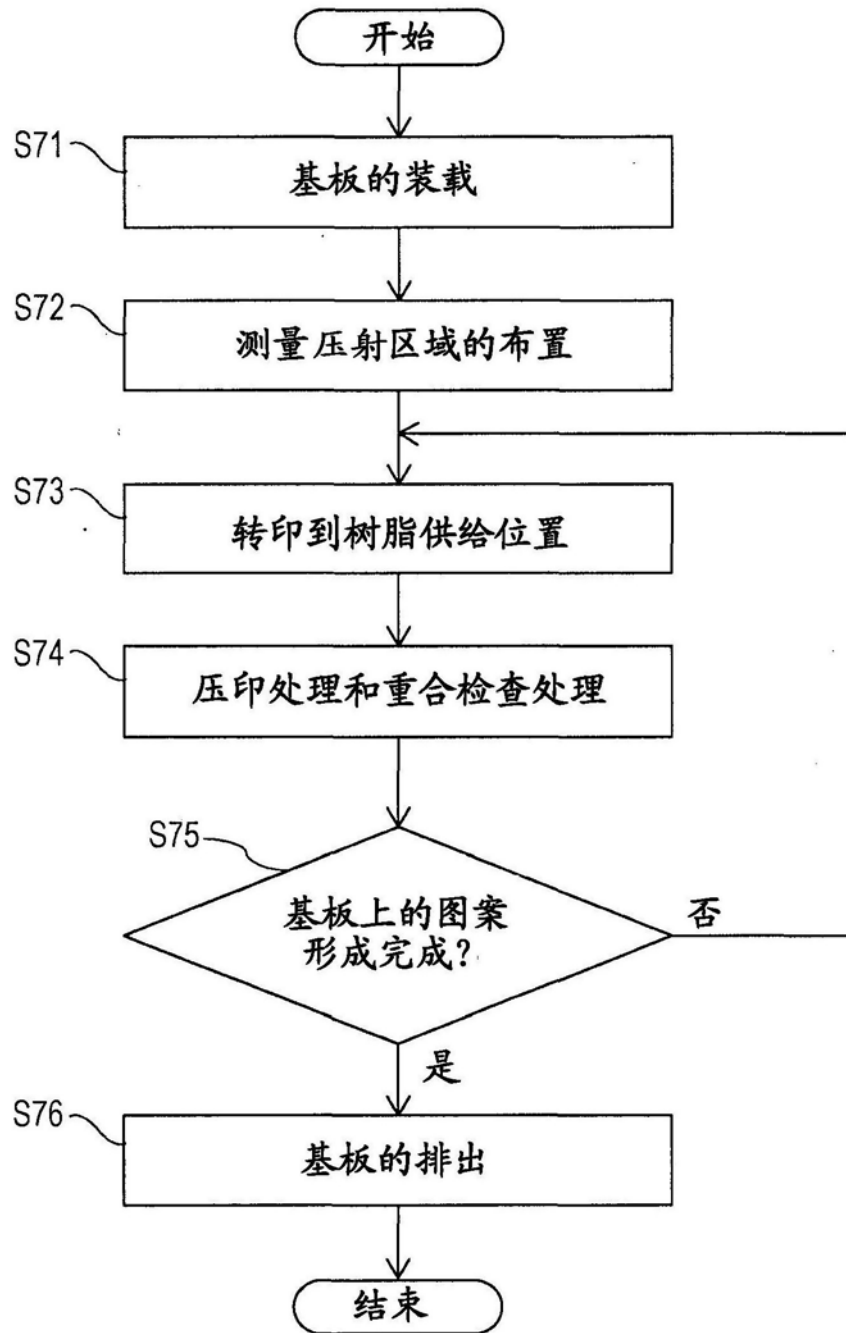 开始
S71
基板的装载
S72
测量压射区域的布置
S73
转印到树脂供给位置
S74
压印处理和重合检查处理
S75
基板上的图案
形成完成?
否
是
S76
基板的排出
结束